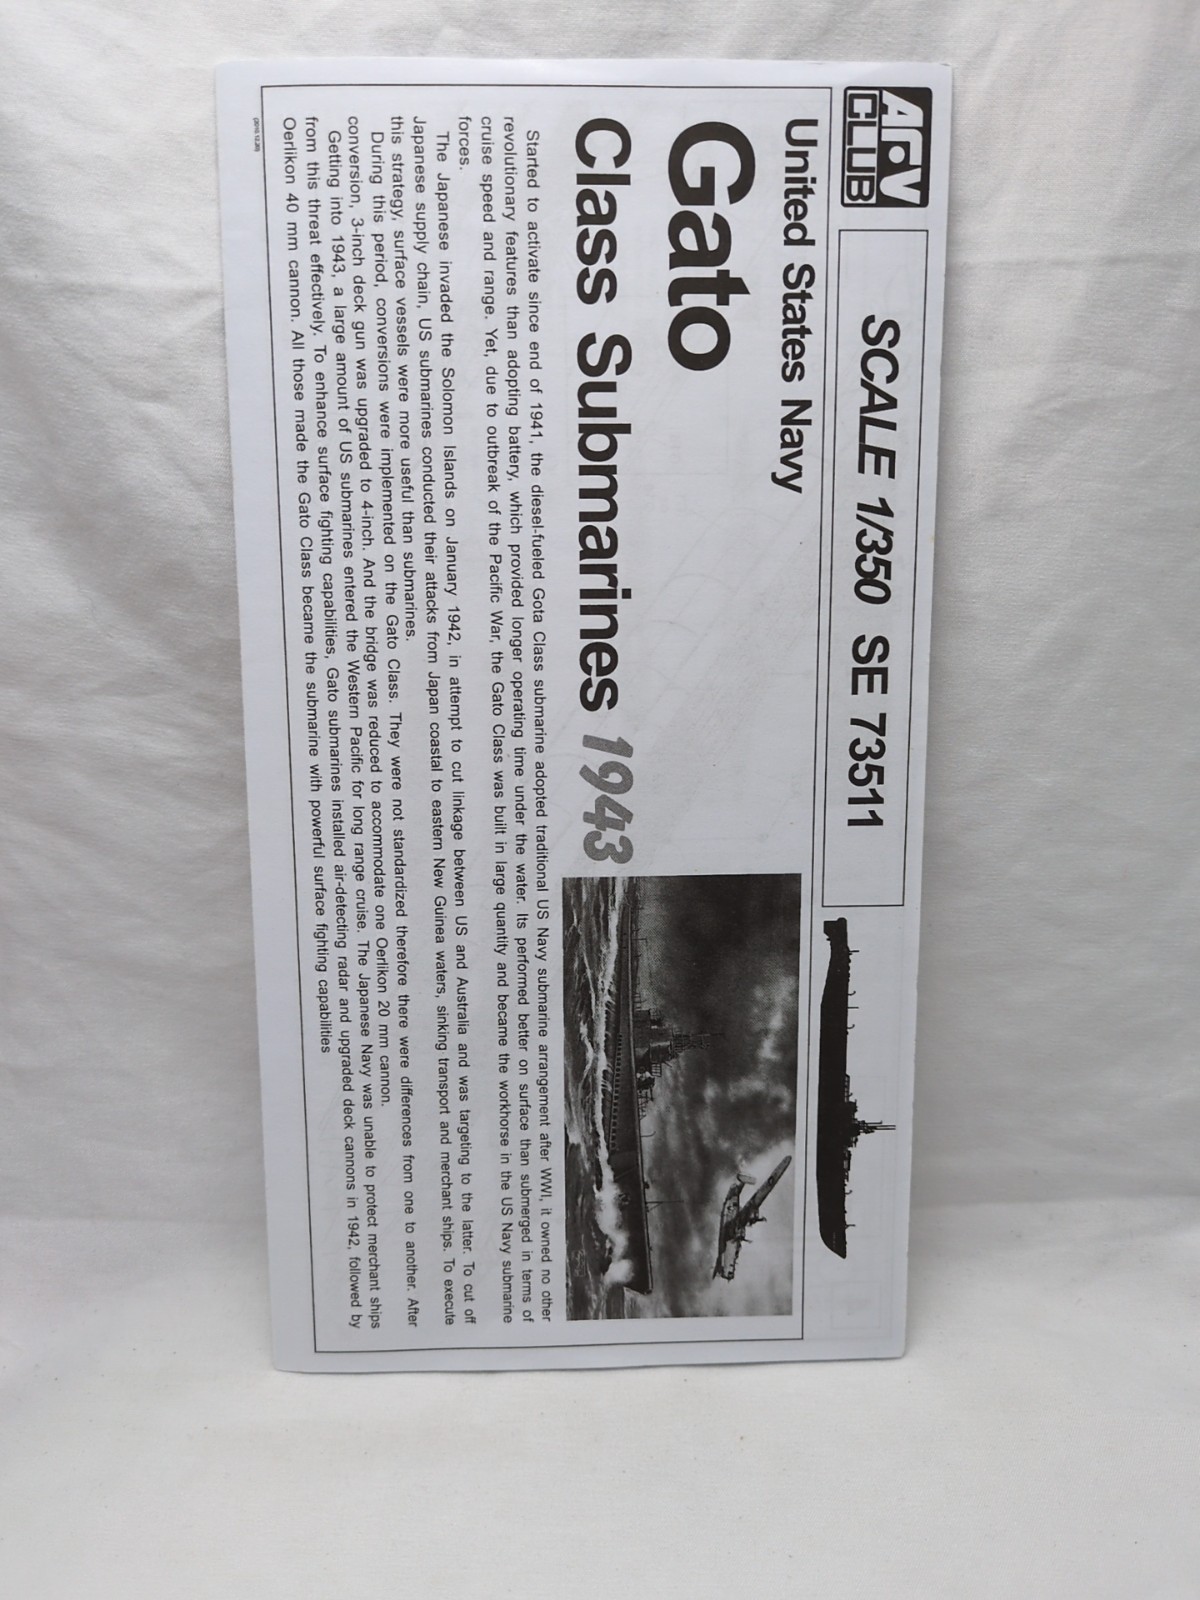 AFV
CLUB
SCALE 1/350 SE 73511
United States Navy
Gato
Class Submarines 1943
Started to activate since end of 1941, the diesel-fueled Gota Class submarine adopted traditional US Navy submarine arrangement after WWI, it owned no other
revolutionary features than adopting battery, which provided longer operating time under the water. Its performed better on surface than submerged in terms of
cruise speed and range. Yet, due to outbreak of the Pacific War, the Gato Class was built in large quantity and became the workhorse in the US Navy submarine
forces.
The Japanese invaded the Solomon Islands on January 1942, in attempt to cut linkage between US and Australia and was targeting to the latter. To cut off
Japanese supply chain, US submarines conducted their attacks from Japan coastal to eastern New Guinea waters, sinking transport and merchant ships. To execute
this strategy, surface vessels were more useful than submarines.
During this period, conversions were implemented on the Gato Class. They were not standardized therefore there were differences from one to another. After
conversion, 3-inch deck gun was upgraded to 4-inch. And the bridge was reduced to accommodate one Oerlikon 20 mm cannon.
Getting into 1943, a large amount of US submarines entered the Western Pacific for long range cruise. The Japanese Navy was unable to protect merchant ships
from this threat effectively. To enhance surface fighting capabilities, Gato submarines installed air-detecting radar and upgraded deck cannons in 1942, followed by
Oerlikon 40 mm cannon. All those made the Gato Class became the submarine with powerful surface fighting capabilities